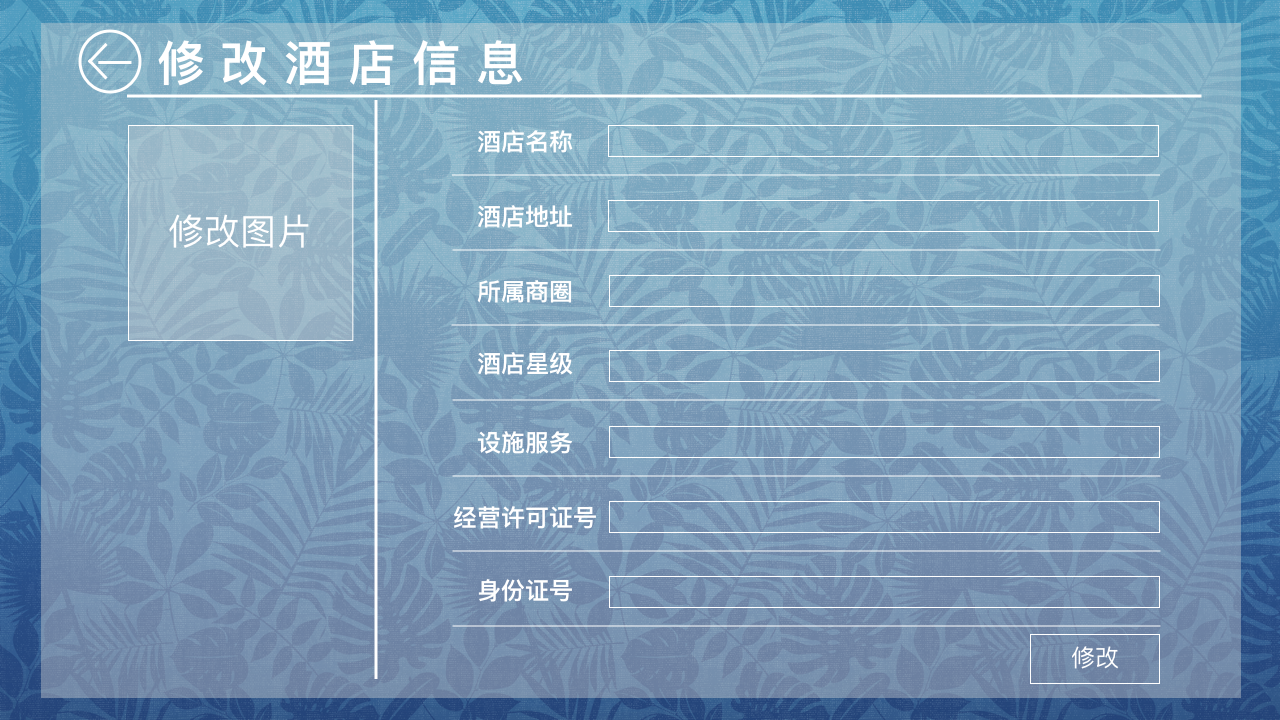 修改酒店信息
修改图片
酒店名称
酒店地址
所属商圈
酒店星级
设施服务
经营许可证号
身份证号
修改